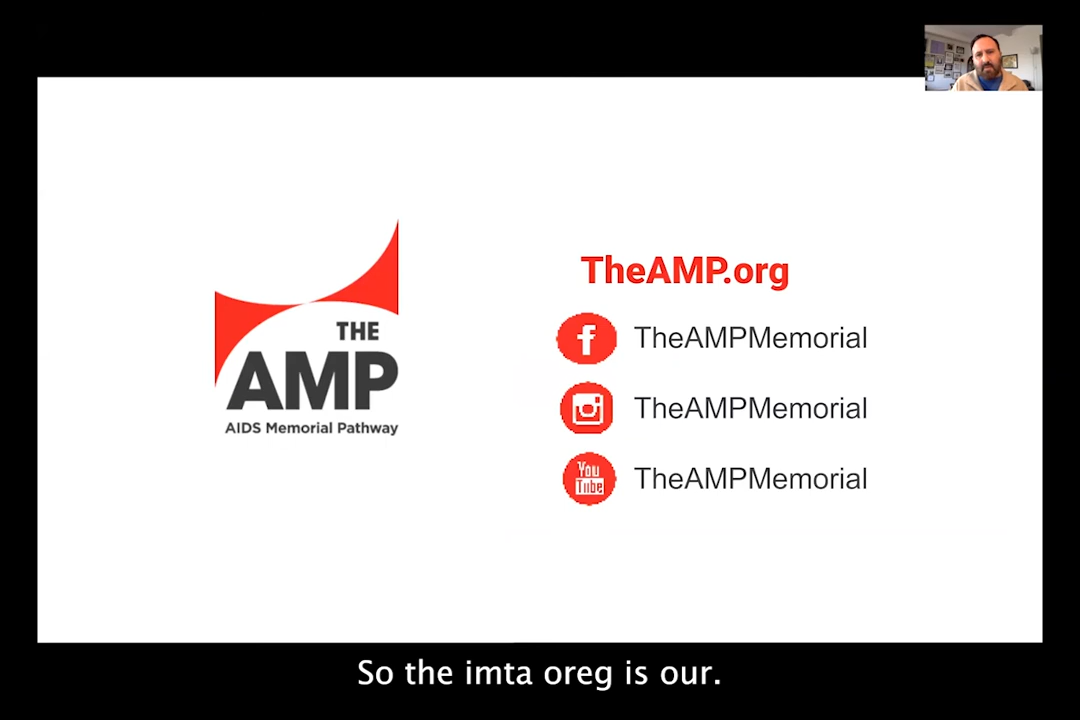 THE
AMP
AIDS Memorial Pathway
TheAMP.org
f TheAMPMemorial
TheAMPMemorial
You
Tube TheAMPMemorial
So the imta oreg is our.